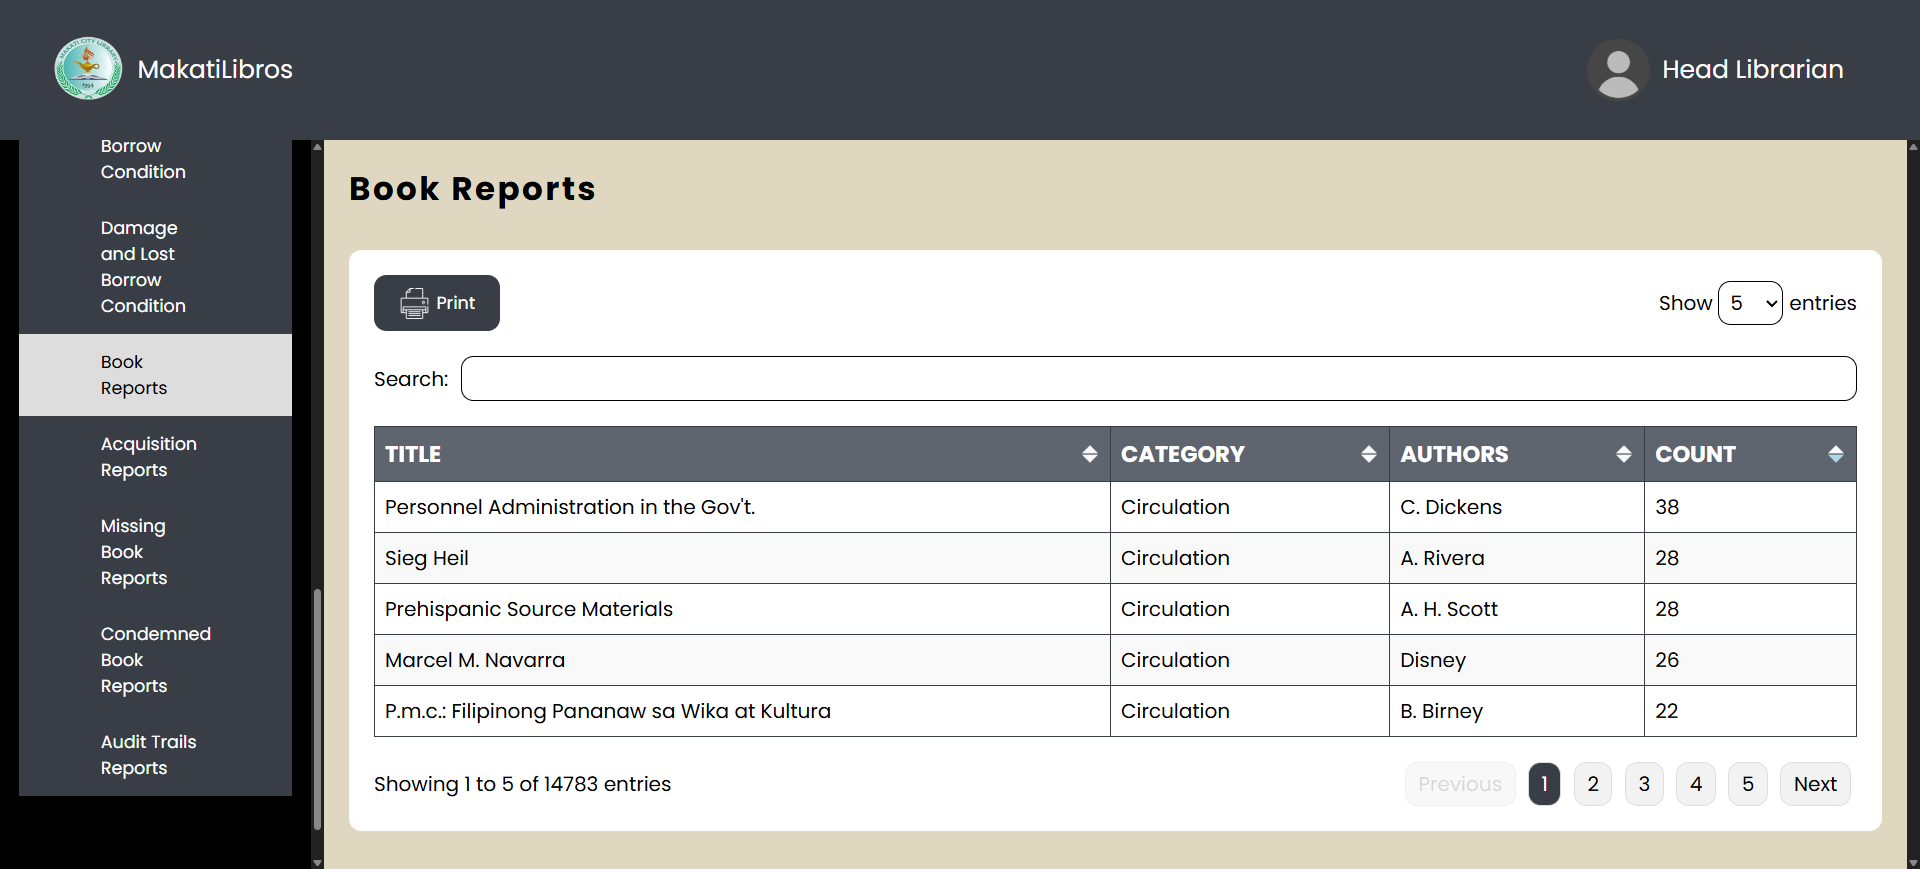 MAKATI CITY LIBRARY
1954
MakatiLibros
Head Librarian
Borrow
Condition
Damage
and Lost
Borrow
Condition
Book
Reports
Acquisition
Reports
Missing
Book
Reports
Condemned
Book
Reports
Audit Trails
Reports
Book Reports
Print
Show 5 entries
Search:
TITLE CATEGORY AUTHORS COUNT
Personnel Administration in the Gov't. Circulation C. Dickens 38
Sieg Heil Circulation A. Rivera 28
Prehispanic Source Materials Circulation A. H. Scott 28
Marcel M. Navarra Circulation Disney 26
P.m.c.: Filipinong Pananaw sa Wika at Kultura Circulation B. Birney 22
Showing 1 to 5 of 14783 entries
Previous 1 2 3 4 5 Next